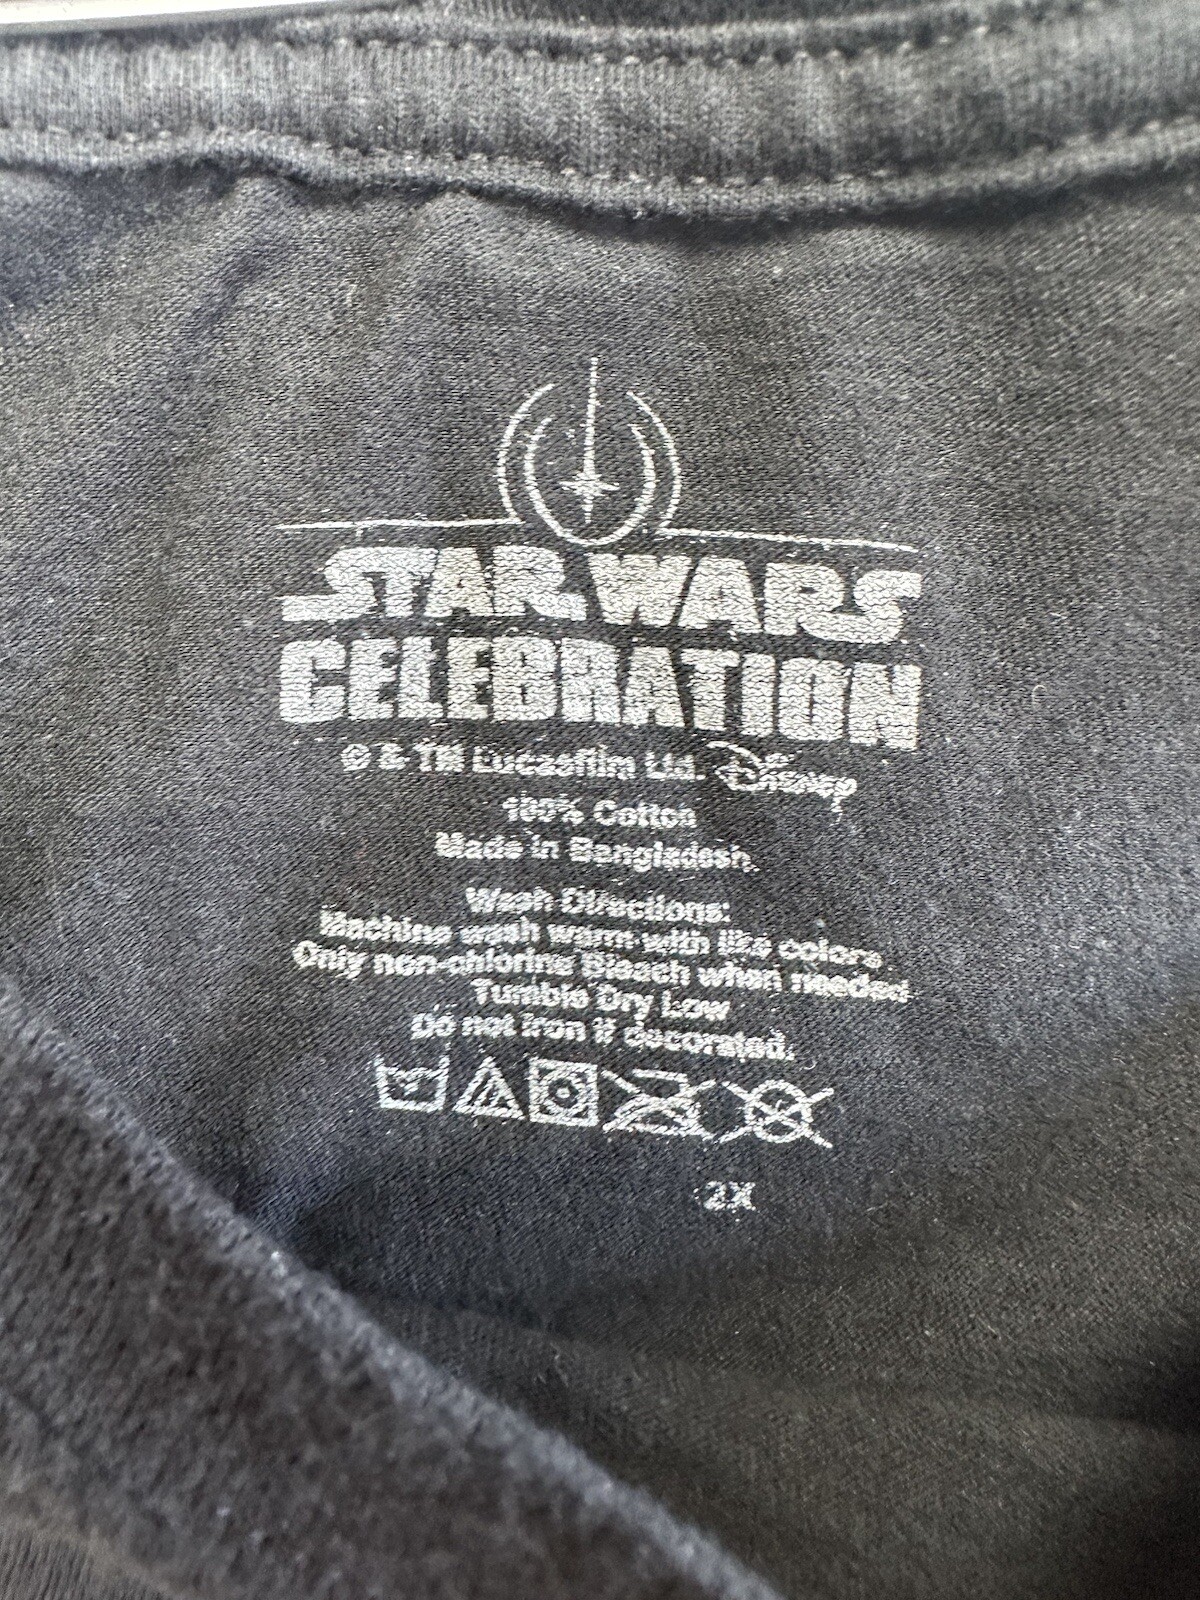 STAR WARS
CELEBRATION
© & TM Lucasfilm Ltd. Disney
100% Cotton
Made in Bangladesh
Wash Directions:
Machine wash warm with like colors
Only non-chlorine Bleach when needed
Tumble Dry Low
Do not iron if decorated.
2X